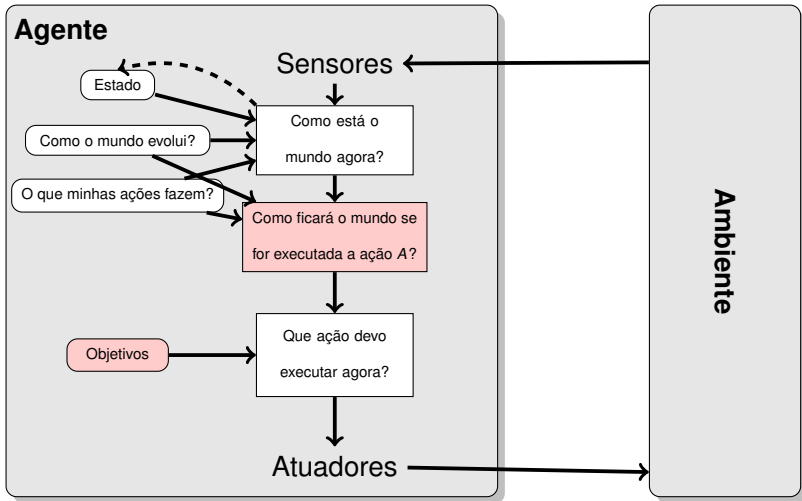 Agente
Sensores
Estado
Como está o
mundo agora?
Como o mundo evolui?
O que minhas ações fazem?
Como ficará o mundo se
for executada a ação A?
Que ação devo
executar agora?
Objetivos
Atuadores
Ambiente